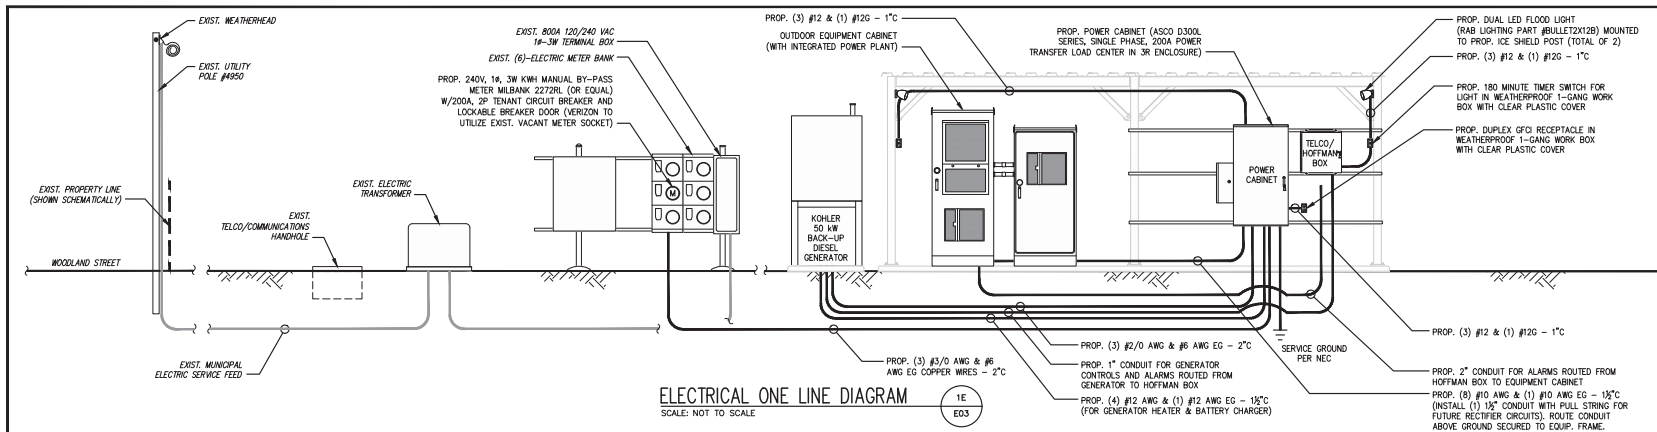 EXIST. WEATHERHEAD
EXIST. UTILITY
POLE #4950
EXIST. PROPERTY LINE
(SHOWN SCHEMATICALLY)
WOODLAND STREET
EXIST.
TELCO/COMMUNICATIONS
HANDHOLE
EXIST. ELECTRIC
TRANSFORMER
EXIST. MUNICIPAL
ELECTRIC SERVICE FEED
EXIST. 800A 120/240 VAC
1ø-3W TERMINAL BOX
EXIST. (6)-ELECTRIC METER BANK
PROP. 240V, 1ø, 3W KWH MANUAL BY-PASS
METER MILBANK 2272RL (OR EQUAL)
W/200A, 2P TENANT CIRCUIT BREAKER AND
LOCKABLE BREAKER DOOR (VERIZON TO
UTILIZE EXIST. VACANT METER SOCKET)
M
PROP. (3) #12 & (1) #12G - 1"C
OUTDOOR EQUIPMENT CABINET
(WITH INTEGRATED POWER PLANT)
KOHLER
50 kW
BACK-UP
DIESEL
GENERATOR
PROP. POWER CABINET (ASCO D300L
SERIES, SINGLE PHASE, 200A POWER
TRANSFER LOAD CENTER IN 3R ENCLOSURE)
POWER
CABINET
TELCO/
HOFFMAN
BOX
PROP. DUAL LED FLOOD LIGHT
(RAB LIGHTING PART #BULLET2X12B) MOUNTED
TO PROP. ICE SHIELD POST (TOTAL OF 2)
PROP. (3) #12 & (1) #12G - 1"C
PROP. 180 MINUTE TIMER SWITCH FOR
LIGHT IN WEATHERPROOF 1-GANG WORK
BOX WITH CLEAR PLASTIC COVER
PROP. DUPLEX GFCI RECEPTACLE IN
WEATHERPROOF 1-GANG WORK BOX
WITH CLEAR PLASTIC COVER
PROP. (3) #12 & (1) #12G - 1"C
SERVICE GROUND
PER NEC
PROP. (3) #3/0 AWG & #6
AWG EG COPPER WIRES - 2"C
PROP. (3) #2/0 AWG & #6 AWG EG - 2"C
PROP. 1" CONDUIT FOR GENERATOR
CONTROLS AND ALARMS ROUTED FROM
GENERATOR TO HOFFMAN BOX
PROP. (4) #12 AWG & (1) #12 AWG EG - 1½"C
(FOR GENERATOR HEATER & BATTERY CHARGER)
PROP. 2" CONDUIT FOR ALARMS ROUTED FROM
HOFFMAN BOX TO EQUIPMENT CABINET
PROP. (8) #10 AWG & (1) #10 AWG EG - 1½"C
(INSTALL (1) 1½" CONDUIT WITH PULL STRING FOR
FUTURE RECTIFIER CIRCUITS). ROUTE CONDUIT
ABOVE GROUND SECURED TO EQUIP. FRAME.
ELECTRICAL ONE LINE DIAGRAM
SCALE: NOT TO SCALE
1E
E03